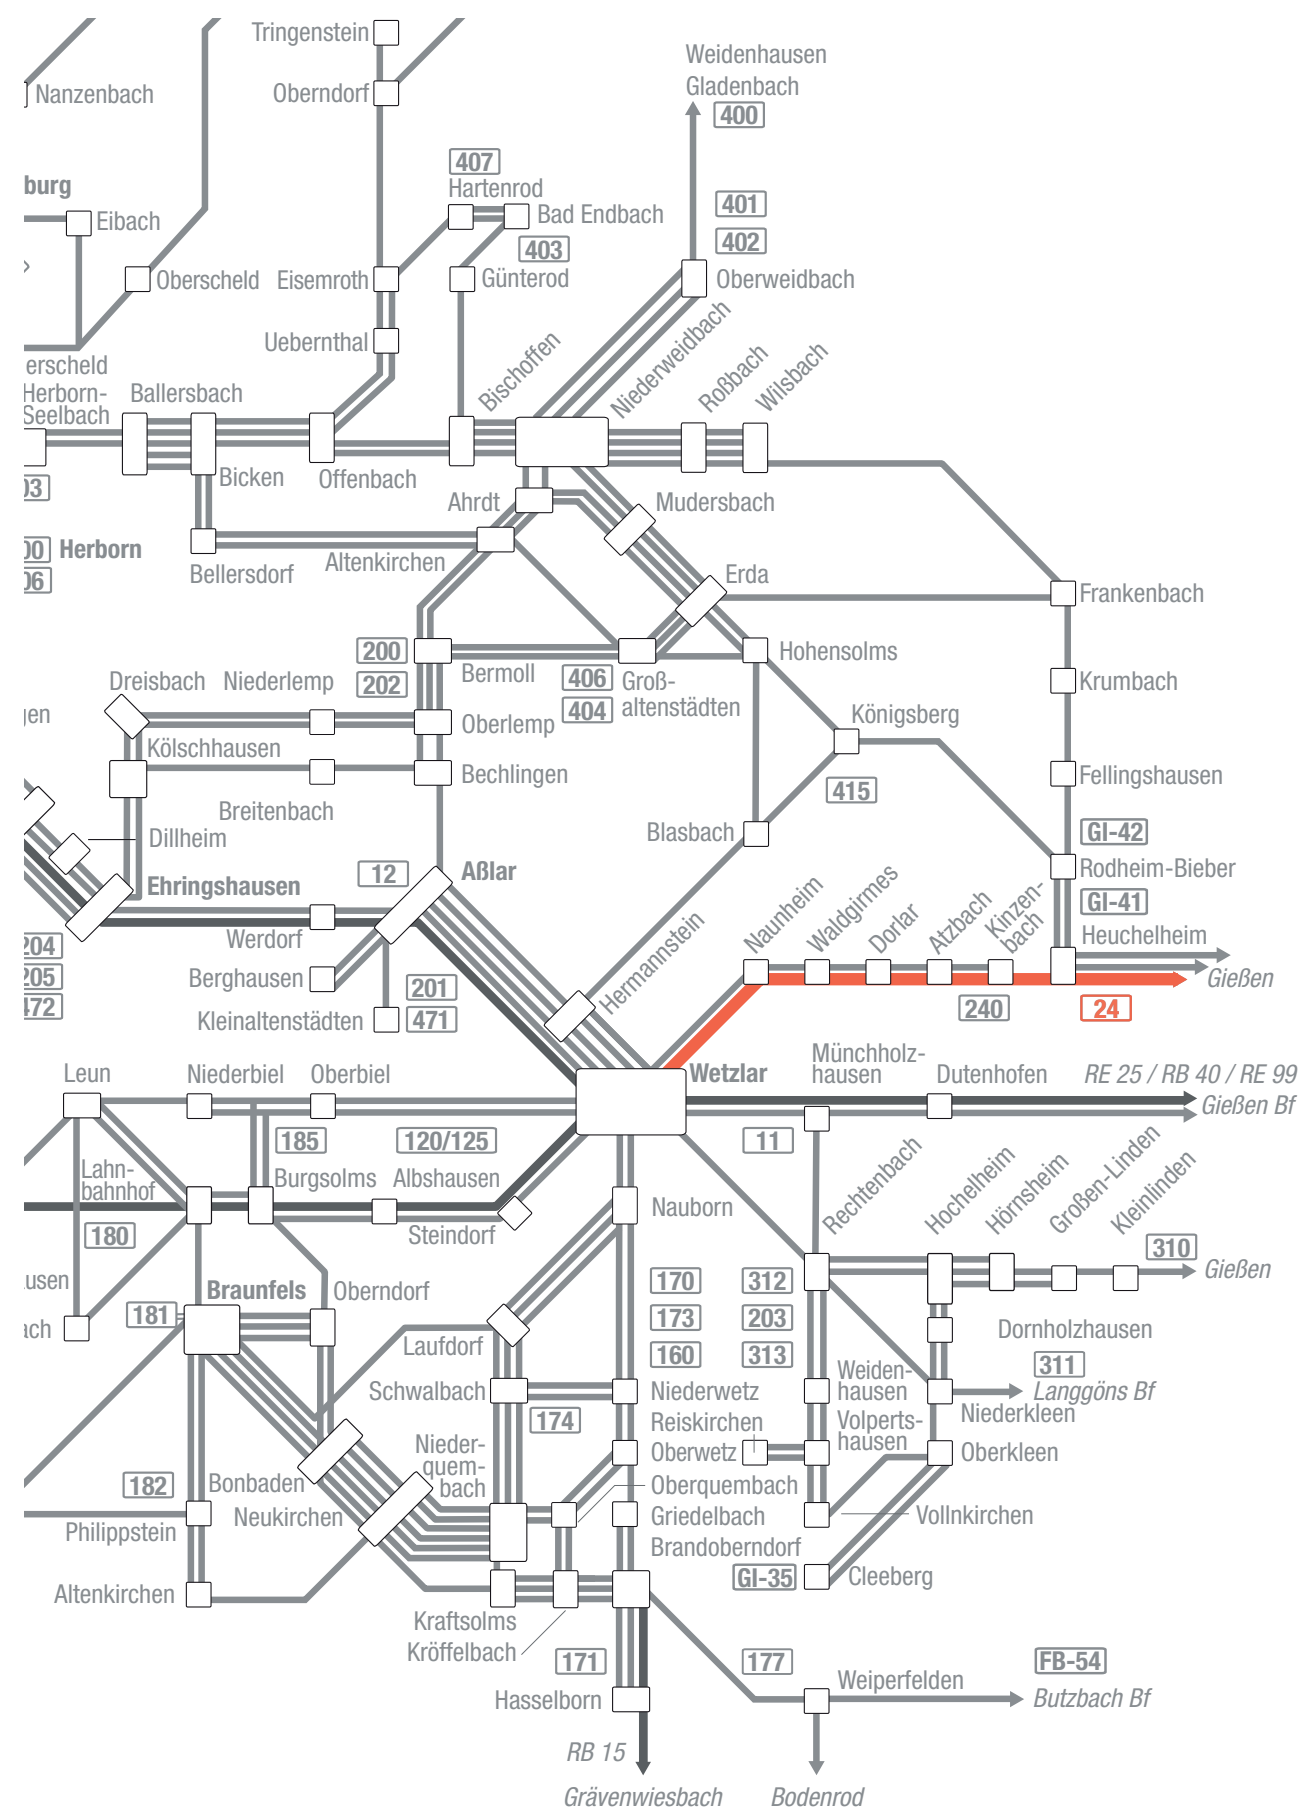 Tringenstein
Weidenhausen
Gladenbach
400
Nanzenbach
Oberndorf
407
Hartenrod
burg
Bad Endbach
401
Eibach
403
402
Oberscheld
Eisemroth
Günterod
Oberweidbach
Uebernthal
Bischoffen
Niederweidbach
Roßbach
Wilsbach
erscheld
Herborn-
Seelbach
Ballersbach
Bicken
Offenbach
03
Ahrdt
Mudersbach
00
Herborn
06
Bellersdorf
Altenkirchen
Erda
Frankenbach
200
Bermoll
202
406
404
Groß-
altenstädten
Hohensolms
Dreisbach
Niederlemp
Krumbach
gen
Kölschhausen
Oberlemp
Königsberg
Breitenbach
Bechlingen
415
Fellingshausen
Dillheim
Blasbach
GI-42
Rodheim-Bieber
12
Aßlar
Ehringshausen
GI-41
Naunheim
Waldgirmes
Dorlar
Atzbach
Kinzen-
bach
Heuchelheim
204
205
472
Werdorf
Berghausen
201
471
Kleinaltenstädten
Hermannstein
Gießen
240
24
Leun
Niederbiel
Oberbiel
Wetzlar
Münchholz-
hausen
Dutenhofen
RE 25 / RB 40 / RE 99
Gießen Bf
185
120/125
11
Lahn-
bahnhof
Burgsolms
Albshausen
Steindorf
Nauborn
Rechtenbach
Hochelheim
Hörnsheim
Großen-Linden
Kleinlinden
180
310
usen
Gießen
170
312
Braunfels
Oberndorf
181
173
203
ach
Laufdorf
Dornholzhausen
160
313
311
Schwalbach
Niederwetz
Weiden-
hausen
Langgöns Bf
Niederkleen
174
Reiskirchen
Volperts-
hausen
Nieder-
quem-
bach
Oberwetz
Oberkleen
182
Bonbaden
Oberquembach
Philippstein
Neukirchen
Griedelbach
Vollnkirchen
Brandoberndorf
GI-35
Cleeberg
Altenkirchen
Kraftsolms
Kröffelbach
171
177
FB-54
Weiperfelden
Hasselborn
Butzbach Bf
RB 15
Grävenwiesbach
Bodenrod